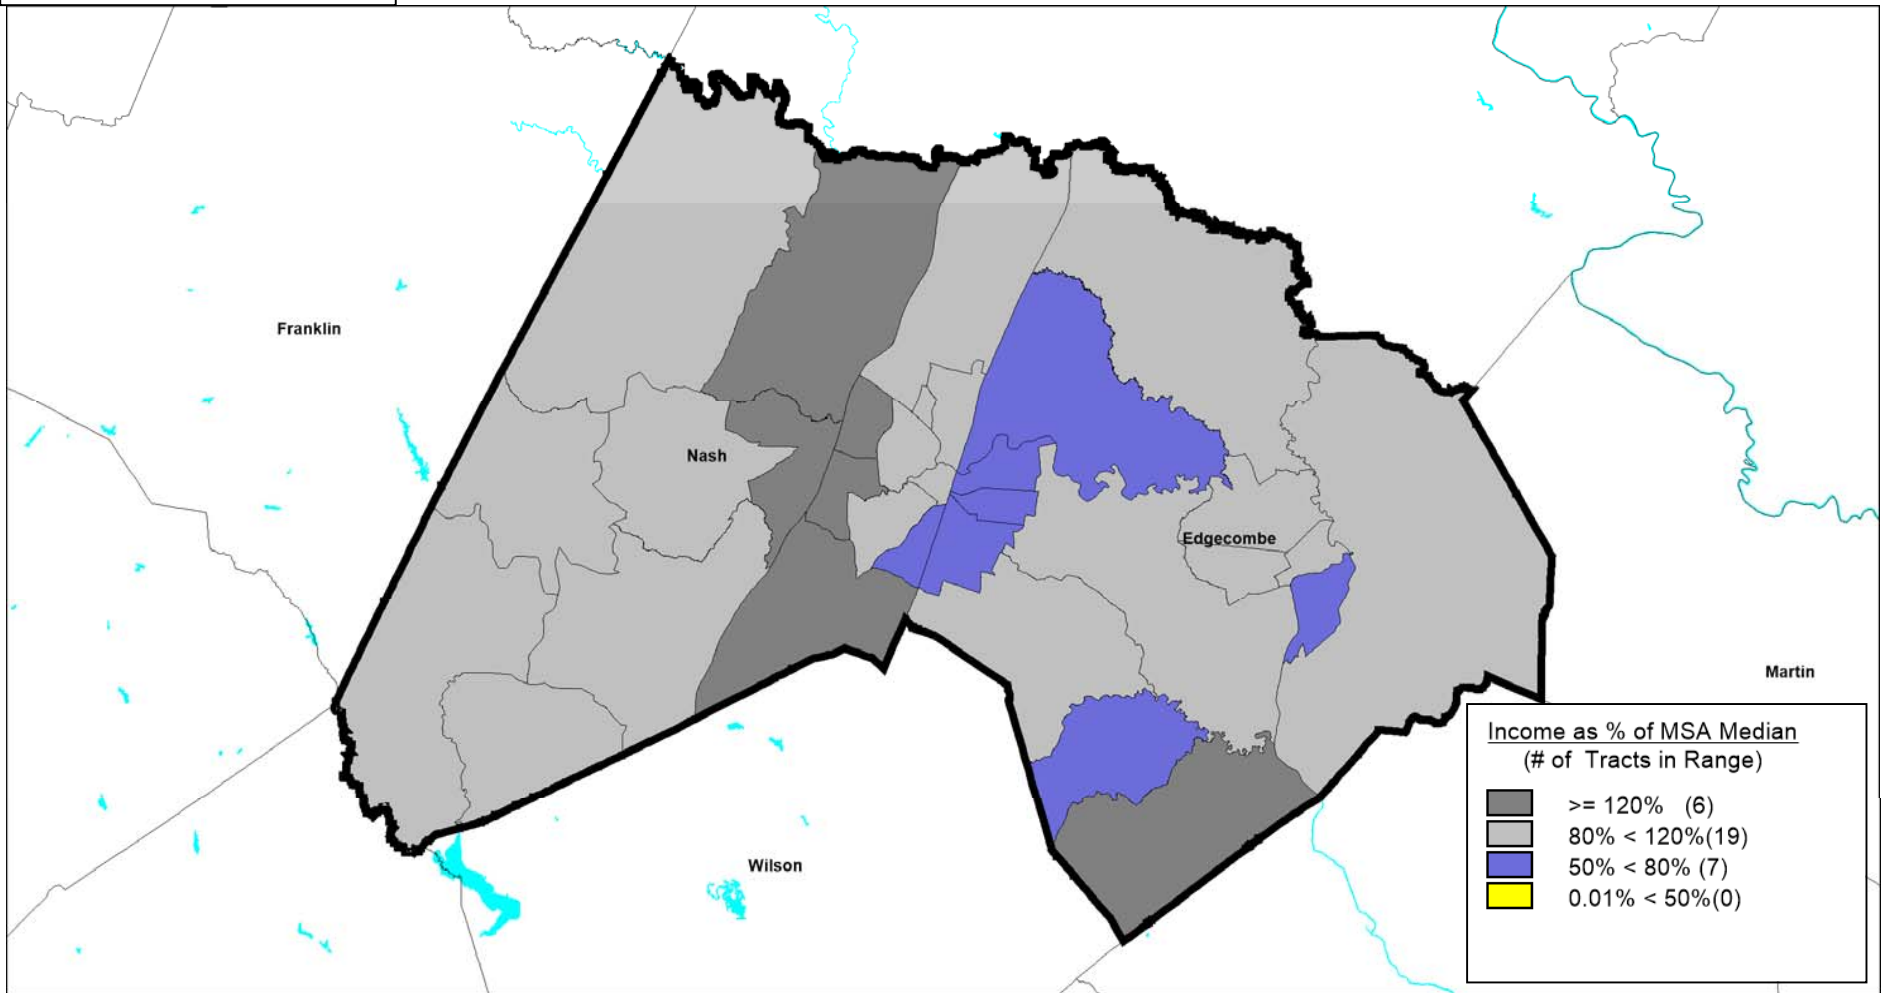 Franklin
Nash
Edgecombe
Martin
Wilson
Income as % of MSA Median
(# of Tracts in Range)
>= 120% (6)
80% < 120%(19)
50% < 80% (7)
0.01% < 50%(0)